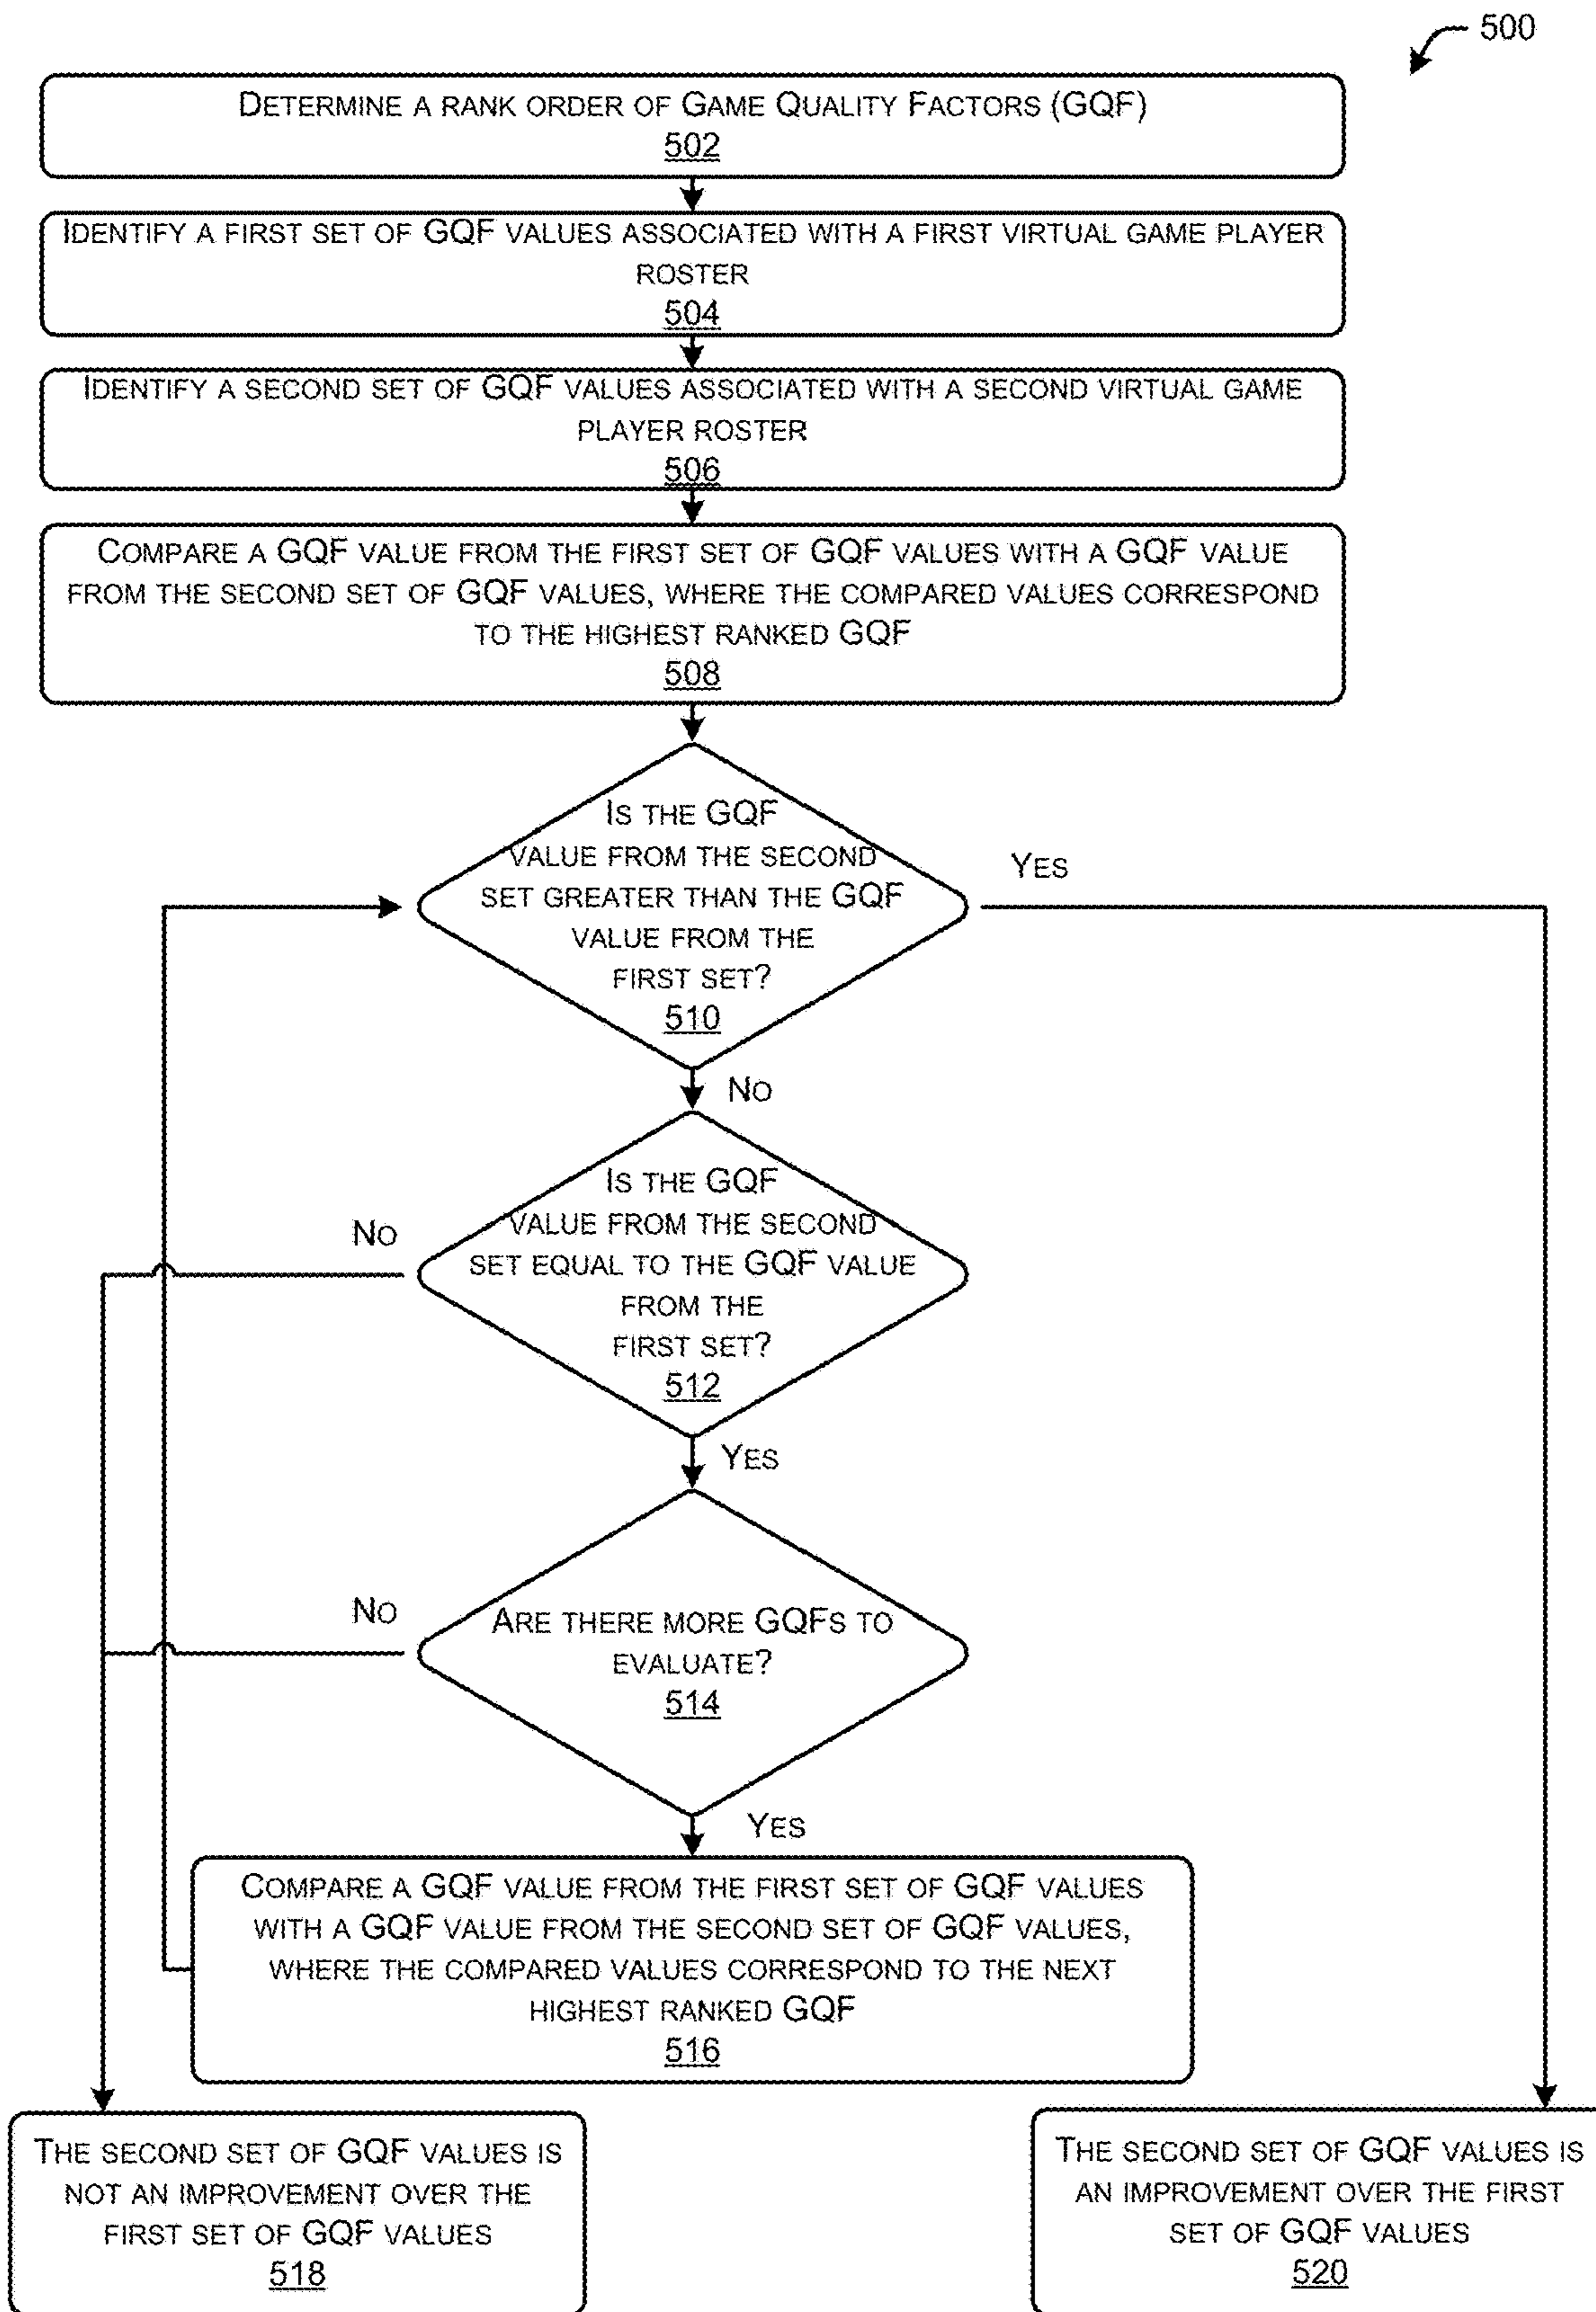 500
DETERMINE A RANK ORDER OF GAME QUALITY FACTORS (GQF)
502
IDENTIFY A FIRST SET OF GQF VALUES ASSOCIATED WITH A FIRST VIRTUAL GAME PLAYER
ROSTER
504
IDENTIFY A SECOND SET OF GQF VALUES ASSOCIATED WITH A SECOND VIRTUAL GAME
PLAYER ROSTER
506
COMPARE A GQF VALUE FROM THE FIRST SET OF GQF VALUES WITH A GQF VALUE
FROM THE SECOND SET OF GQF VALUES, WHERE THE COMPARED VALUES CORRESPOND
TO THE HIGHEST RANKED GQF
508
IS THE GQF
VALUE FROM THE SECOND
SET GREATER THAN THE GQF
VALUE FROM THE
FIRST SET?
510
YES
NO
IS THE GQF
VALUE FROM THE SECOND
SET EQUAL TO THE GQF VALUE
FROM THE
FIRST SET?
512
NO
YES
ARE THERE MORE GQFS TO
EVALUATE?
514
NO
YES
COMPARE A GQF VALUE FROM THE FIRST SET OF GQF VALUES
WITH A GQF VALUE FROM THE SECOND SET OF GQF VALUES,
WHERE THE COMPARED VALUES CORRESPOND TO THE NEXT
HIGHEST RANKED GQF
516
THE SECOND SET OF GQF VALUES IS
NOT AN IMPROVEMENT OVER THE
FIRST SET OF GQF VALUES
518
THE SECOND SET OF GQF VALUES IS
AN IMPROVEMENT OVER THE FIRST
SET OF GQF VALUES
520